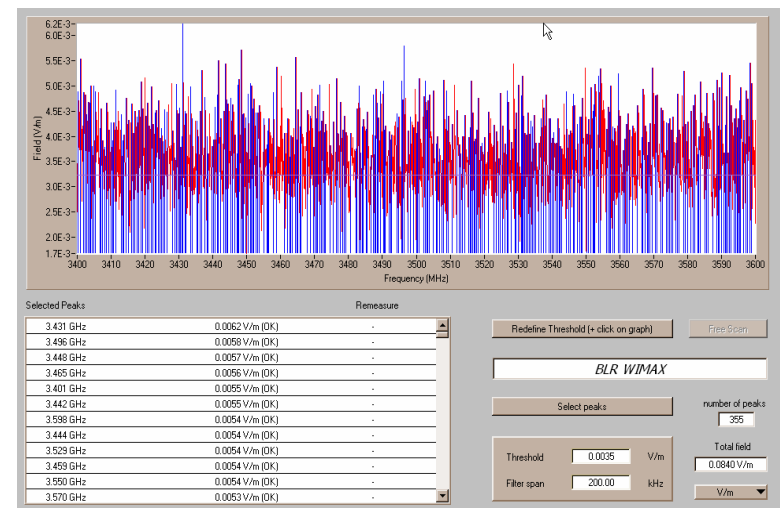 6.2E-3
6.0E-3
5.5E-3
5.0E-3
4.5E-3
4.0E-3
3.5E-3
3.0E-3
2.5E-3
2.0E-3
1.7E-3
Field (V/m)
3400 3410 3420 3430 3440 3450 3460 3470 3480 3490 3500 3510 3520 3530 3540 3550 3560 3570 3580 3590 3600
Frequency (MHz)
Selected Peaks Remeasure
3.431 GHz 0.0062 V/m (OK) -
3.496 GHz 0.0058 V/m (OK) -
3.448 GHz 0.0057 V/m (OK) -
3.465 GHz 0.0056 V/m (OK) -
3.401 GHz 0.0055 V/m (OK) -
3.442 GHz 0.0055 V/m (OK) -
3.598 GHz 0.0054 V/m (OK) -
3.444 GHz 0.0054 V/m (OK) -
3.529 GHz 0.0054 V/m (OK) -
3.459 GHz 0.0054 V/m (OK) -
3.550 GHz 0.0054 V/m (OK) -
3.570 GHz 0.0053 V/m (OK) -
Redefine Threshold (+ click on graph) Free Scan
BLR WIMAX
Select peaks
number of peaks
355
Threshold 0.0035 V/m
Filter span 200.00 kHz
Total field
0.0840 V/m
V/m